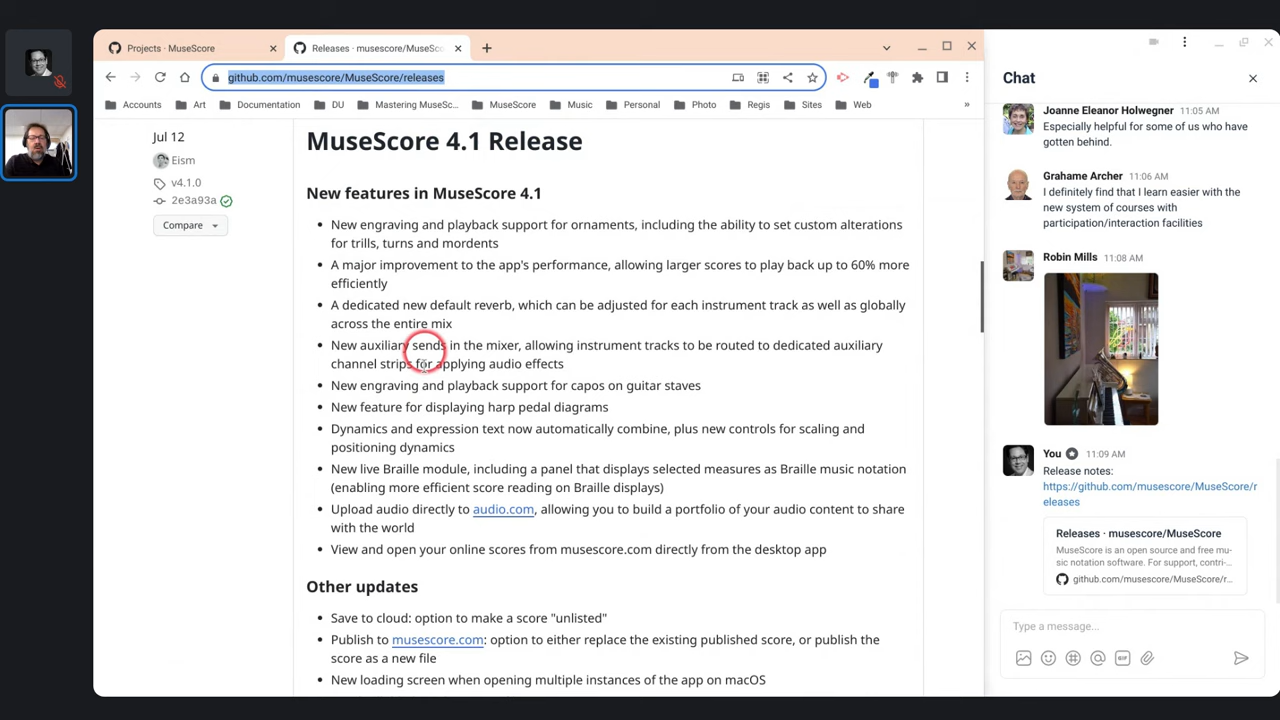 Projects · MuseScore
Releases · musescore/MuseSc
github.com/musescore/MuseScore/releases
Accounts
Art
Documentation
DU
Mastering MuseSc...
MuseScore
Music
Personal
Photo
Regis
Sites
Web
»
Jul 12
Eism
v4.1.0
2e3a93a
Compare
MuseScore 4.1 Release
New features in MuseScore 4.1
• New engraving and playback support for ornaments, including the ability to set custom alterations
for trills, turns and mordents
• A major improvement to the app's performance, allowing larger scores to play back up to 60% more
efficiently
• A dedicated new default reverb, which can be adjusted for each instrument track as well as globally
across the entire mix
• New auxiliary sends in the mixer, allowing instrument tracks to be routed to dedicated auxiliary
channel strips for applying audio effects
• New engraving and playback support for capos on guitar staves
• New feature for displaying harp pedal diagrams
• Dynamics and expression text now automatically combine, plus new controls for scaling and
positioning dynamics
• New live Braille module, including a panel that displays selected measures as Braille music notation
(enabling more efficient score reading on Braille displays)
• Upload audio directly to audio.com, allowing you to build a portfolio of your audio content to share
with the world
• View and open your online scores from musescore.com directly from the desktop app
Other updates
• Save to cloud: option to make a score "unlisted"
• Publish to musescore.com: option to either replace the existing published score, or publish the
score as a new file
• New loading screen when opening multiple instances of the app on macOS
Chat
Joanne Eleanor Holwegner 11:05 AM
Especially helpful for some of us who have
gotten behind.
Grahame Archer 11:06 AM
I definitely find that I learn easier with the
new system of courses with
participation/interaction facilities
Robin Mills 11:08 AM
You 11:09 AM
Release notes:
https://github.com/musescore/MuseScore/r
eleases
Releases · musescore/MuseScore
MuseScore is an open source and free mu-
sic notation software. For support, contri-...
github.com/musescore/MuseScore/r...
Type a message...
GIF